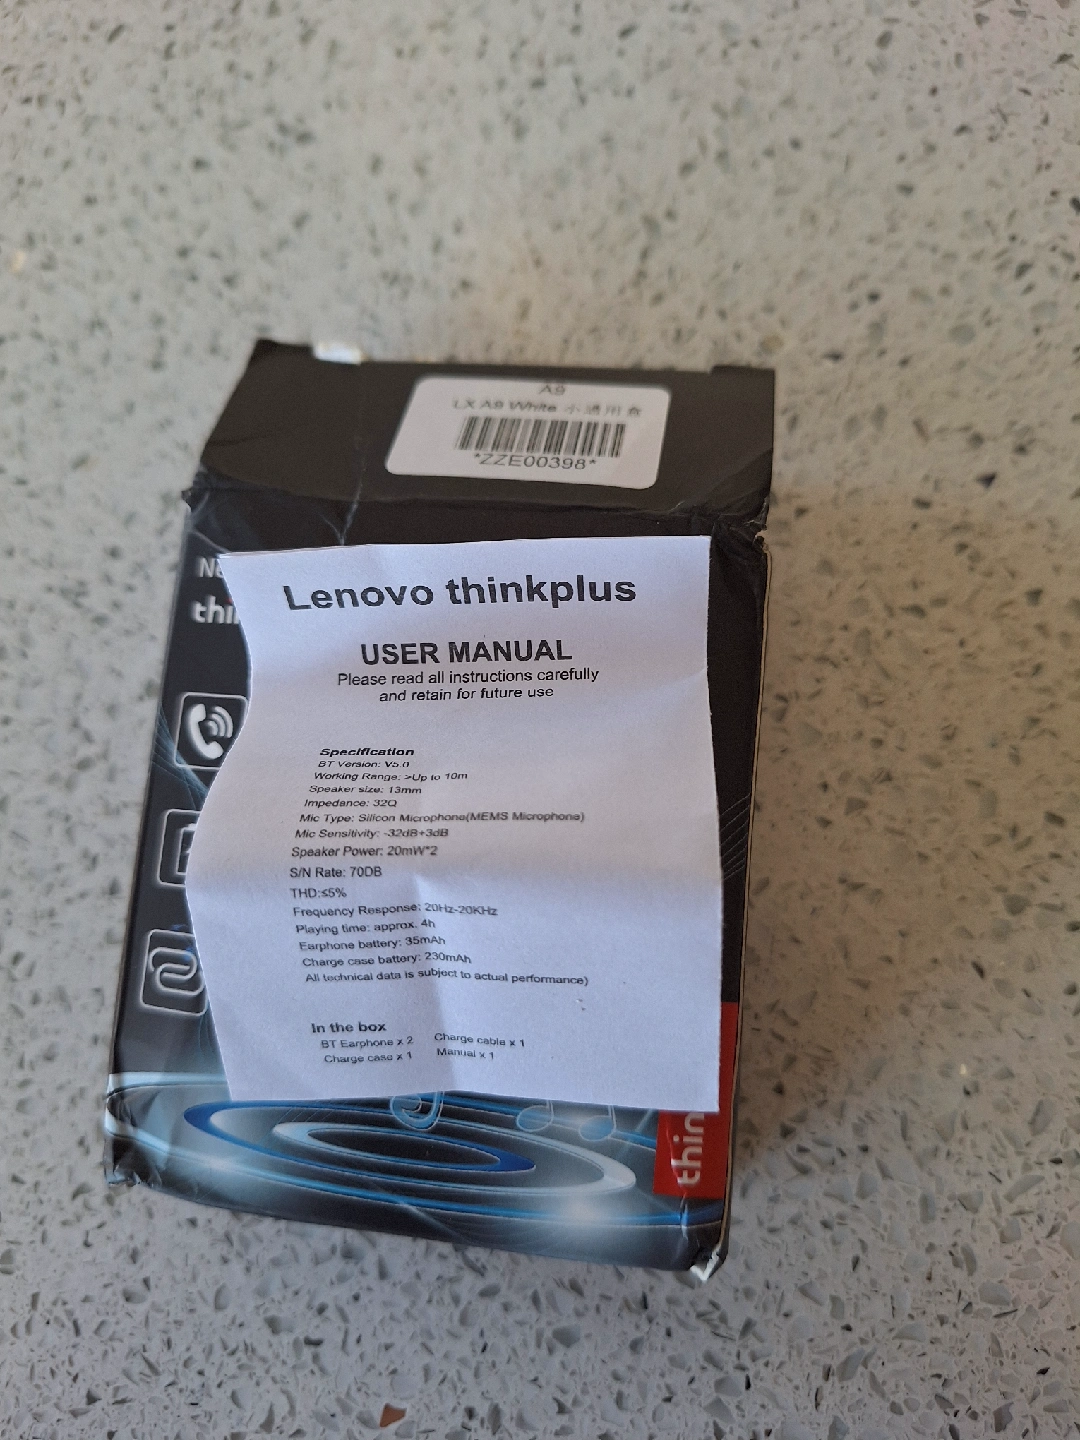 A9
LX A9 White 小通用盒
*ZZE00398*
thi
Lenovo thinkplus
USER MANUAL
Please read all instructions carefully
and retain for future use
Specification
BT Version: V5.0
Working Range: >Up to 10m
Speaker size: 13mm
Impedance: 32Ω
Mic Type: Silicon Microphone(MEMS Microphone)
Mic Sensitivity: -32dB+3dB
Speaker Power: 20mW*2
S/N Rate: 70DB
THD:≤5%
Frequency Response: 20Hz-20KHz
Playing time: approx. 4h
Earphone battery: 35mAh
Charge case battery: 230mAh
All technical data is subject to actual performance)
In the box
BT Earphone x 2 Charge cable x 1
Charge case x 1 Manual x 1
thin